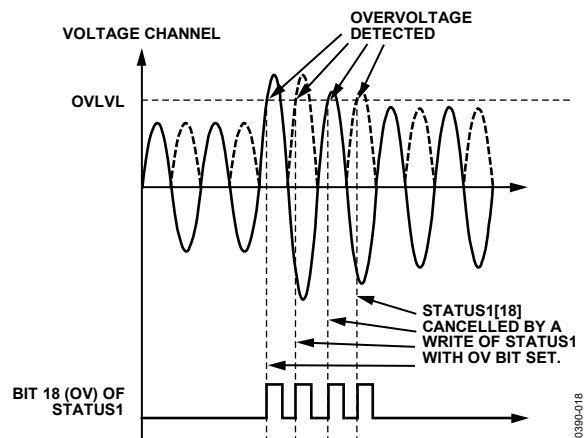 OVERVOLTAGE
DETECTED
VOLTAGE CHANNEL
OVLVL
STATUS1[18]
CANCELLED BY A
WRITE OF STATUS1
WITH OV BIT SET.
BIT 18 (OV) OF
STATUS1
0390-018